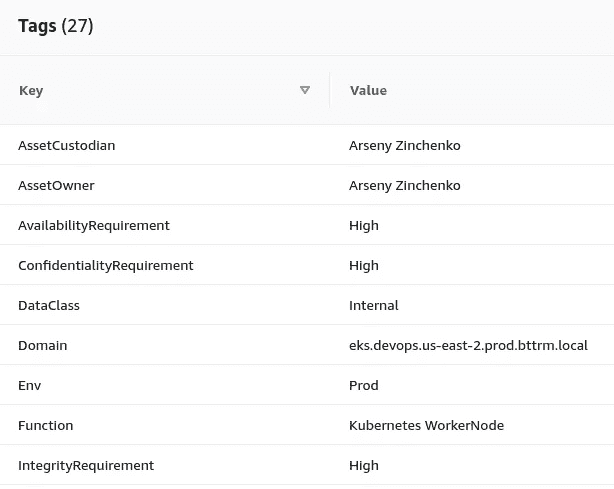 Tags (27)
Key Value
AssetCustodian Arseny Zinchenko
AssetOwner Arseny Zinchenko
AvailabilityRequirement High
ConfidentialityRequirement High
DataClass Internal
Domain eks.devops.us-east-2.prod.bttrm.local
Env Prod
Function Kubernetes WorkerNode
IntegrityRequirement High